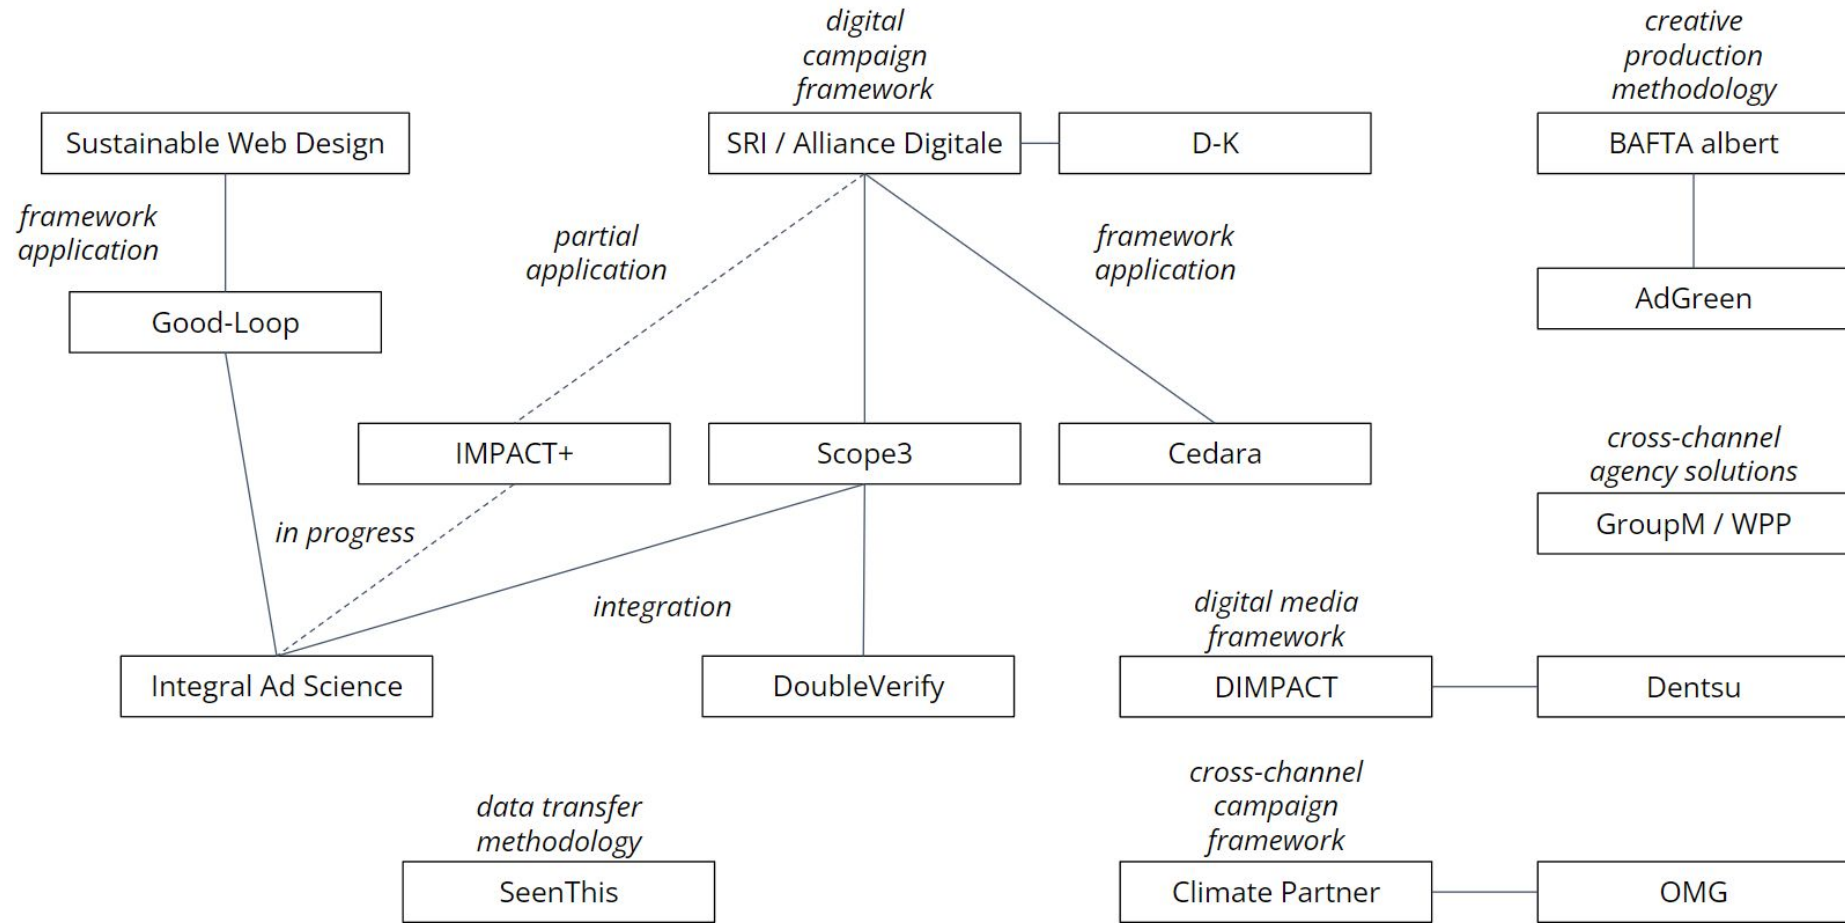 digital
campaign
framework
creative
production
methodology
Sustainable Web Design
SRI / Alliance Digitale
D-K
BAFTA albert
framework
application
partial
application
framework
application
Good-Loop
AdGreen
IMPACT+
Scope3
Cedara
cross-channel
agency solutions
GroupM / WPP
in progress
integration
digital media
framework
Integral Ad Science
DoubleVerify
DIMPACT
Dentsu
data transfer
methodology
cross-channel
campaign
framework
SeenThis
Climate Partner
OMG